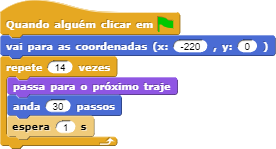 Quando alguém clicar em
vai para as coordenadas (x: -220 , y: 0 )
repete 14 vezes
passa para o próximo traje
anda 30 passos
espera 1 s